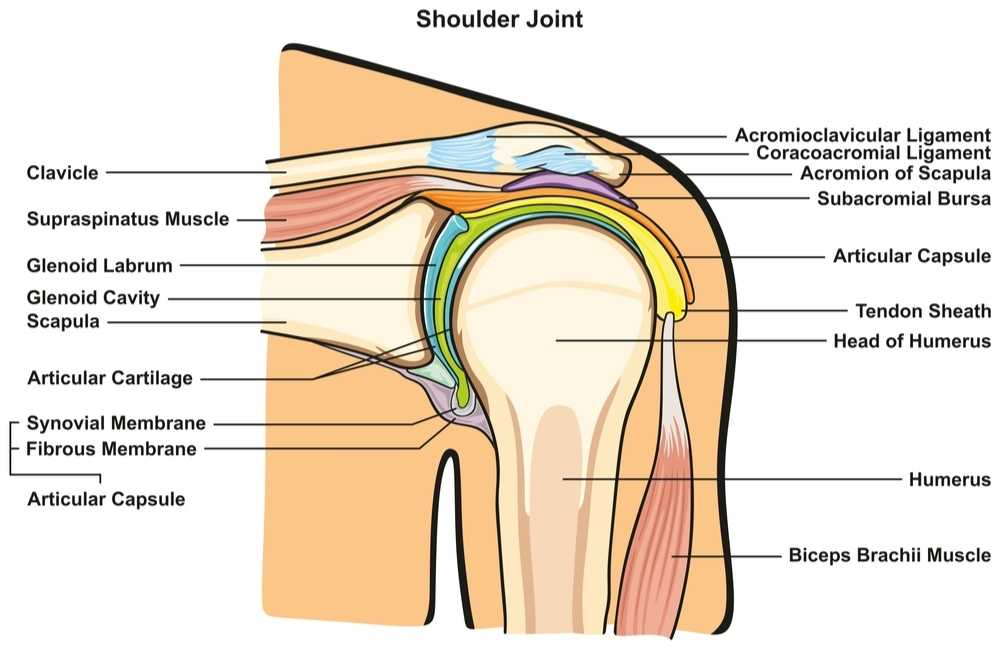 Shoulder Joint
Clavicle
Supraspinatus Muscle
Glenoid Labrum
Glenoid Cavity
Scapula
Articular Cartilage
Synovial Membrane
Fibrous Membrane
Articular Capsule
Acromioclavicular Ligament
Coracoacromial Ligament
Acromion of Scapula
Subacromial Bursa
Articular Capsule
Tendon Sheath
Head of Humerus
Humerus
Biceps Brachii Muscle